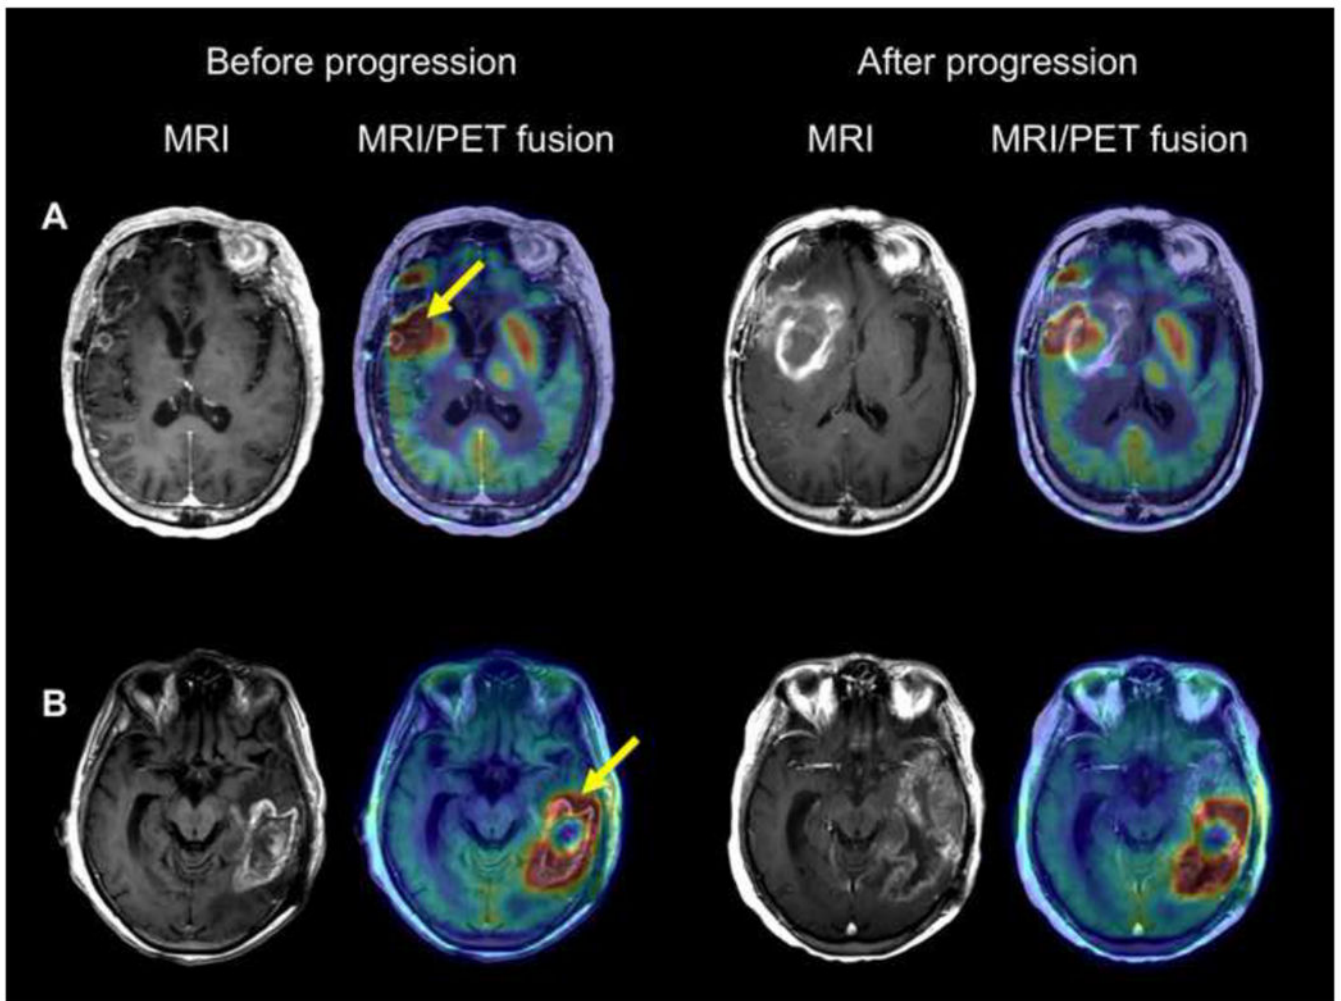 Before progression
After progression
MRI
MRI/PET fusion
MRI
MRI/PET fusion
A
B